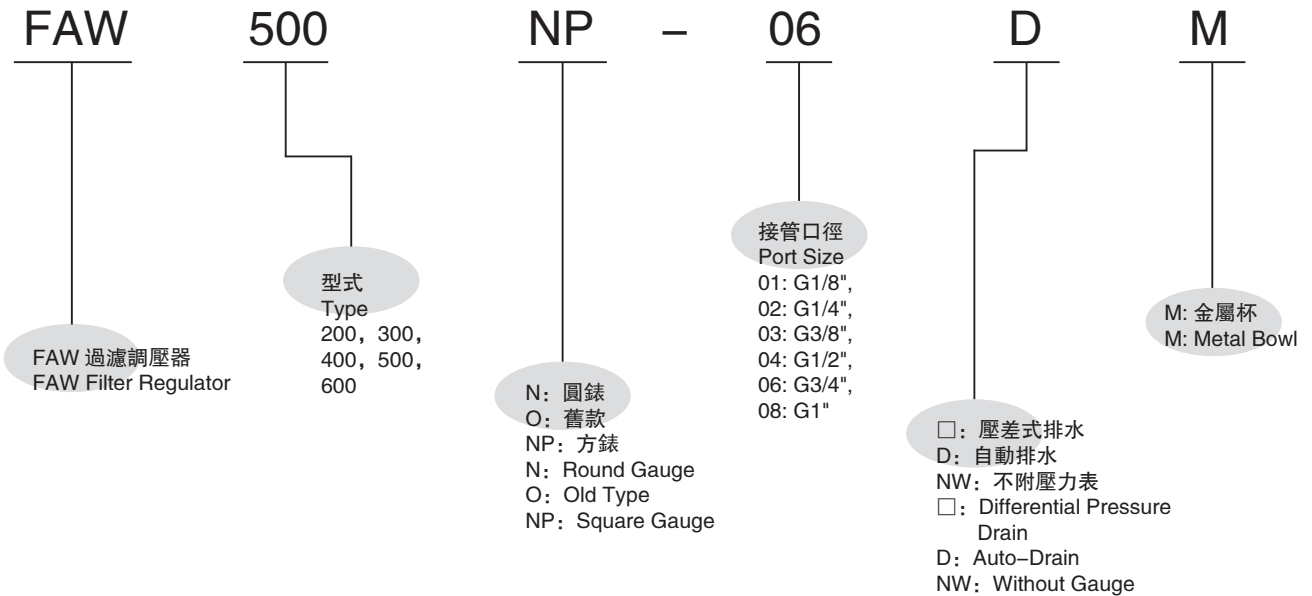 FAW 500 NP – 06 D M
FAW 過濾調壓器
FAW Filter Regulator
型式
Type
200，300，
400，500，
600
N：圓錶
O：舊款
NP：方錶
N：Round Gauge
O：Old Type
NP：Square Gauge
接管口徑
Port Size
01: G1/8",
02: G1/4",
03: G3/8",
04: G1/2",
06: G3/4",
08: G1"
□：壓差式排水
D：自動排水
NW：不附壓力表
□：Differential Pressure
Drain
D：Auto–Drain
NW：Without Gauge
M: 金屬杯
M: Metal Bowl